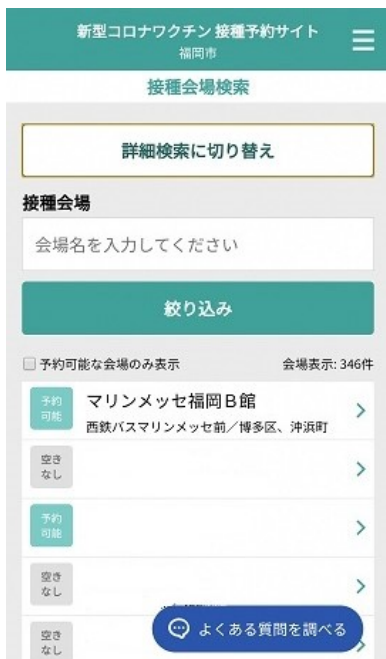 新型コロナワクチン 接種予約サイト
福岡市
接種会場検索
詳細検索に切り替え
接種会場
会場名を入力してください
絞り込み
予約可能な会場のみ表示 会場表示: 346件
予約
可能
マリンメッセ福岡B館
西鉄バスマリンメッセ前／博多区、沖浜町
空き
なし
予約
可能
空き
なし
空き
なし
よくある質問を調べる